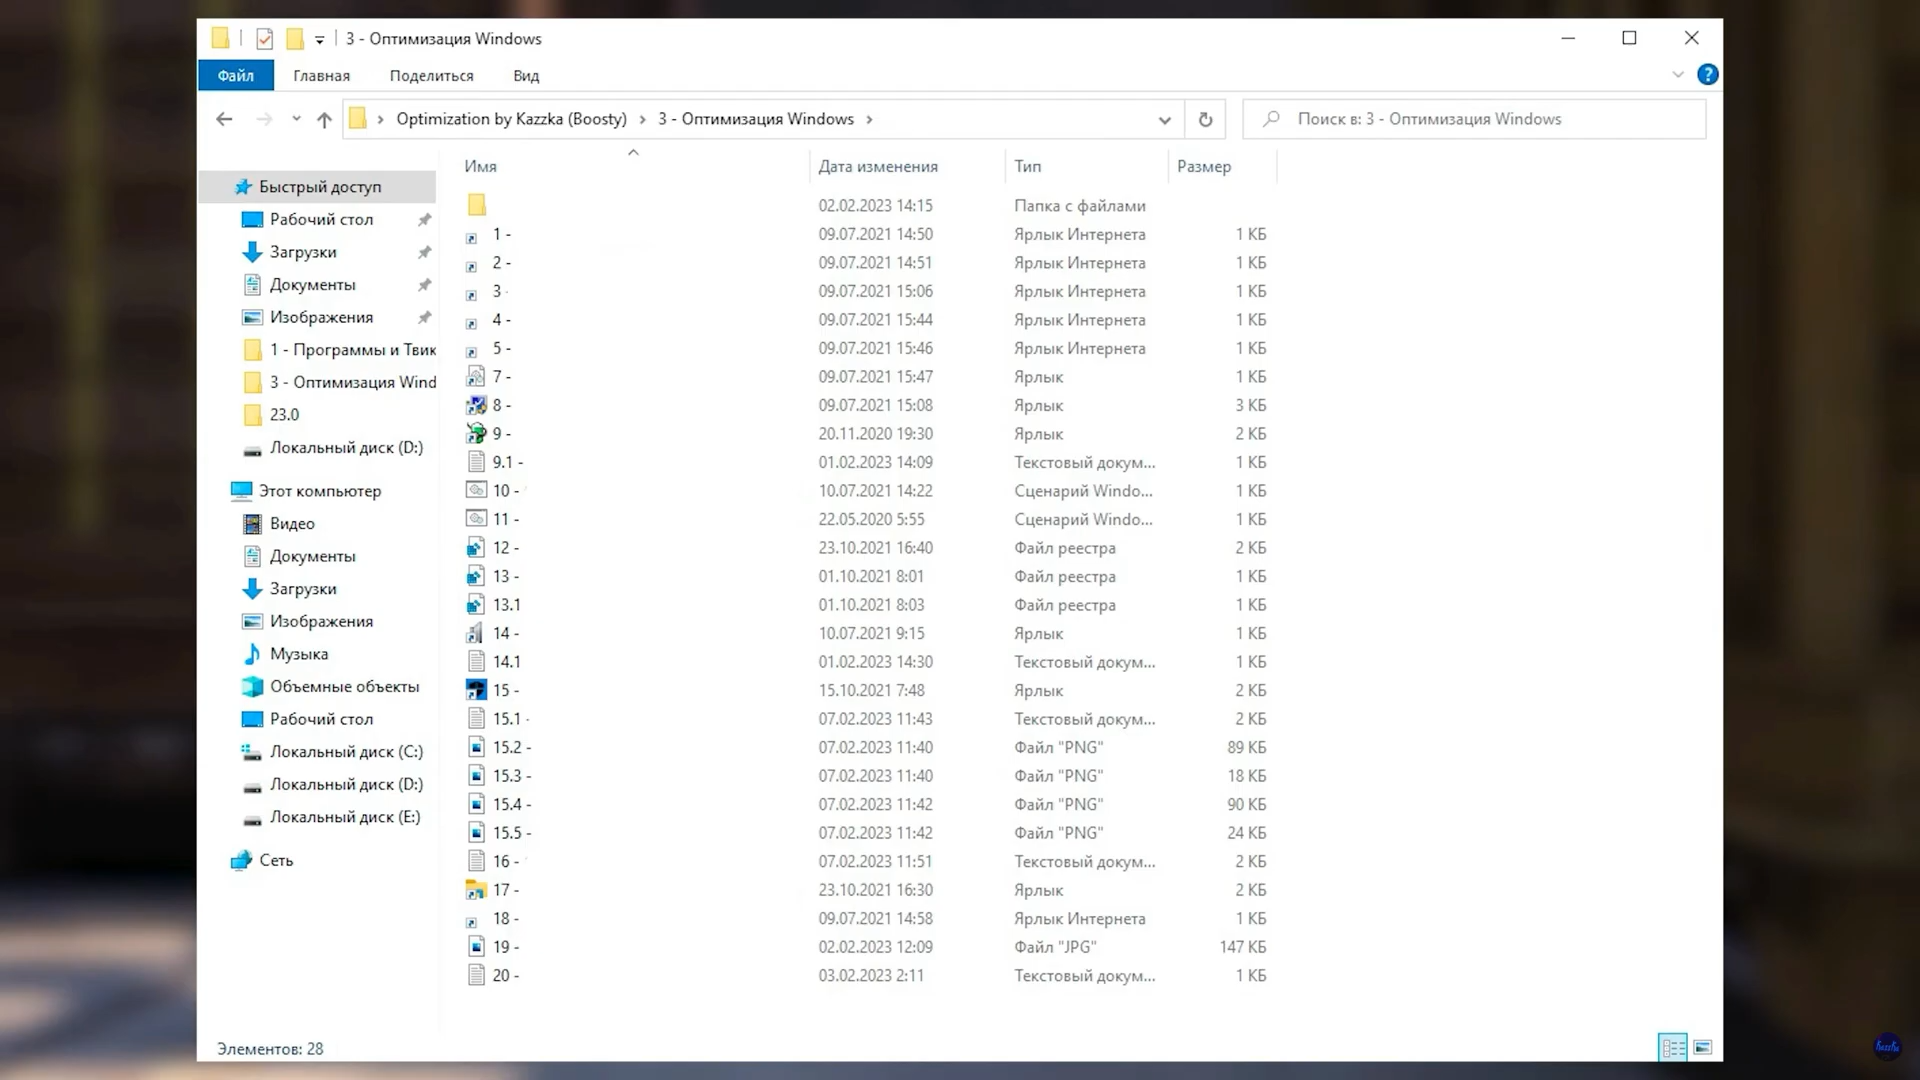 3 - Оптимизация Windows
Файл Главная Поделиться Вид
Optimization by Kazzka (Boosty) 3 - Оптимизация Windows
Поиск в: 3 - Оптимизация Windows
Быстрый доступ
Рабочий стол
Загрузки
Документы
Изображения
1 - Программы и Твик
3 - Оптимизация Wind
23.0
Локальный диск (D:)
Этот компьютер
Видео
Документы
Загрузки
Изображения
Музыка
Объемные объекты
Рабочий стол
Локальный диск (C:)
Локальный диск (D:)
Локальный диск (E:)
Сеть
Имя Дата изменения Тип Размер
02.02.2023 14:15 Папка с файлами
1 - 09.07.2021 14:50 Ярлык Интернета 1 КБ
2 - 09.07.2021 14:51 Ярлык Интернета 1 КБ
3 - 09.07.2021 15:06 Ярлык Интернета 1 КБ
4 - 09.07.2021 15:44 Ярлык Интернета 1 КБ
5 - 09.07.2021 15:46 Ярлык Интернета 1 КБ
7 - 09.07.2021 15:47 Ярлык 1 КБ
8 - 09.07.2021 15:08 Ярлык 3 КБ
9 - 20.11.2020 19:30 Ярлык 2 КБ
9.1 - 01.02.2023 14:09 Текстовый докум... 1 КБ
10 - 10.07.2021 14:22 Сценарий Windo... 1 КБ
11 - 22.05.2020 5:55 Сценарий Windo... 1 КБ
12 - 23.10.2021 16:40 Файл реестра 2 КБ
13 - 01.10.2021 8:01 Файл реестра 1 КБ
13.1 01.10.2021 8:03 Файл реестра 1 КБ
14 - 10.07.2021 9:15 Ярлык 1 КБ
14.1 01.02.2023 14:30 Текстовый докум... 1 КБ
15 - 15.10.2021 7:48 Ярлык 2 КБ
15.1 - 07.02.2023 11:43 Текстовый докум... 2 КБ
15.2 - 07.02.2023 11:40 Файл "PNG" 89 КБ
15.3 - 07.02.2023 11:40 Файл "PNG" 18 КБ
15.4 - 07.02.2023 11:42 Файл "PNG" 90 КБ
15.5 - 07.02.2023 11:42 Файл "PNG" 24 КБ
16 - 07.02.2023 11:51 Текстовый докум... 2 КБ
17 - 23.10.2021 16:30 Ярлык 2 КБ
18 - 09.07.2021 14:58 Ярлык Интернета 1 КБ
19 - 02.02.2023 12:09 Файл "JPG" 147 КБ
20 - 03.02.2023 2:11 Текстовый докум... 1 КБ
Элементов: 28